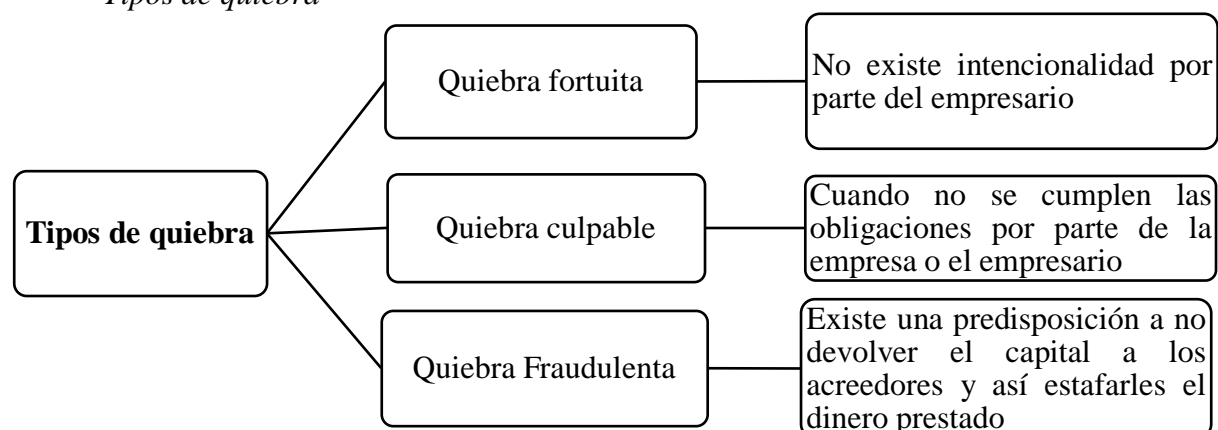 Tipos de quiebra
Quiebra fortuita
No existe intencionalidad por
parte del empresario
Tipos de quiebra
Quiebra culpable
Cuando no se cumplen las
obligaciones por parte de la
empresa o el empresario
Quiebra Fraudulenta
Existe una predisposición a no
devolver el capital a los
acreedores y así estafarles el
dinero prestado